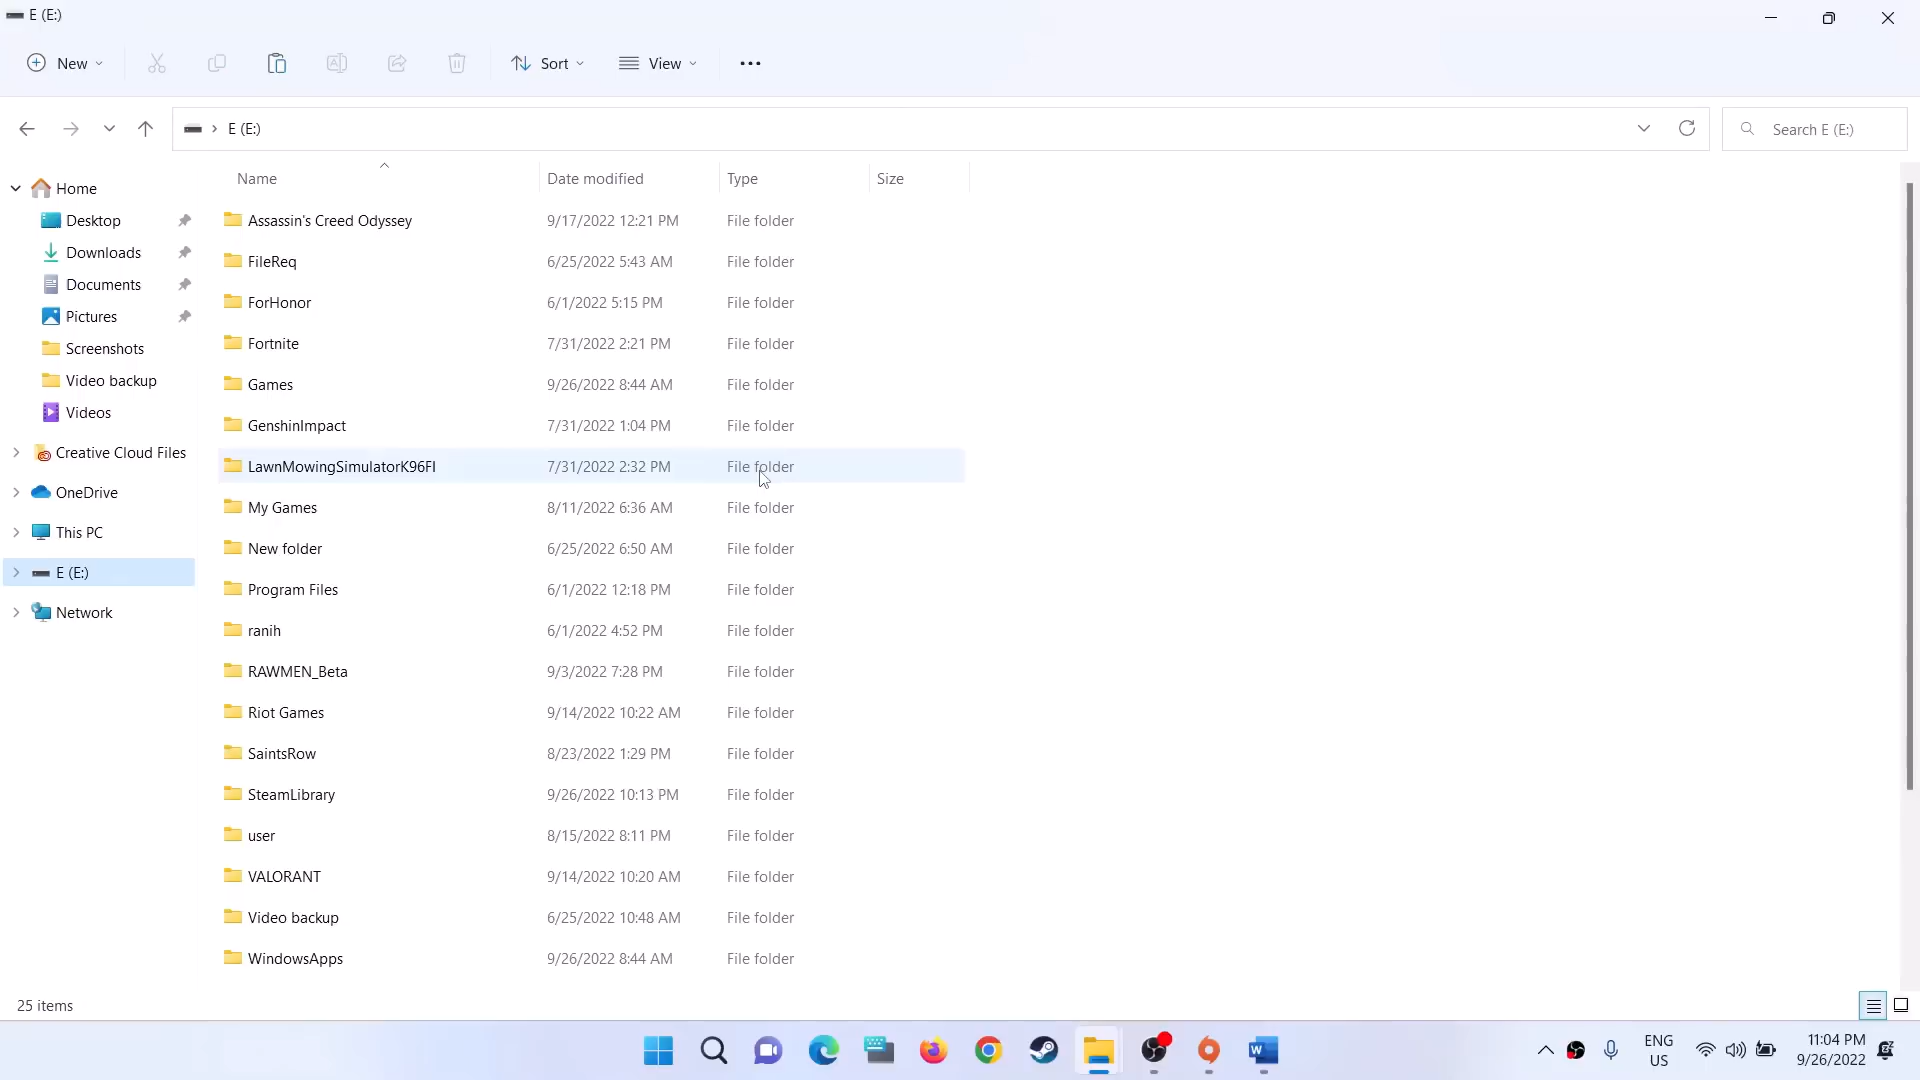 E (E:)
New
Sort
View
E (E:)
Search E (E:)
Name Date modified Type Size
Home
Desktop
Downloads
Documents
Pictures
Screenshots
Video backup
Videos
Creative Cloud Files
OneDrive
This PC
E (E:)
Network
Assassin's Creed Odyssey 9/17/2022 12:21 PM File folder
FileReq 6/25/2022 5:43 AM File folder
ForHonor 6/1/2022 5:15 PM File folder
Fortnite 7/31/2022 2:21 PM File folder
Games 9/26/2022 8:44 AM File folder
GenshinImpact 7/31/2022 1:04 PM File folder
LawnMowingSimulatorK96FI 7/31/2022 2:32 PM File folder
My Games 8/11/2022 6:36 AM File folder
New folder 6/25/2022 6:50 AM File folder
Program Files 6/1/2022 12:18 PM File folder
ranih 6/1/2022 4:52 PM File folder
RAWMEN_Beta 9/3/2022 7:28 PM File folder
Riot Games 9/14/2022 10:22 AM File folder
SaintsRow 8/23/2022 1:29 PM File folder
SteamLibrary 9/26/2022 10:13 PM File folder
user 8/15/2022 8:11 PM File folder
VALORANT 9/14/2022 10:20 AM File folder
Video backup 6/25/2022 10:48 AM File folder
WindowsApps 9/26/2022 8:44 AM File folder
25 items
ENG
US
11:04 PM
9/26/2022